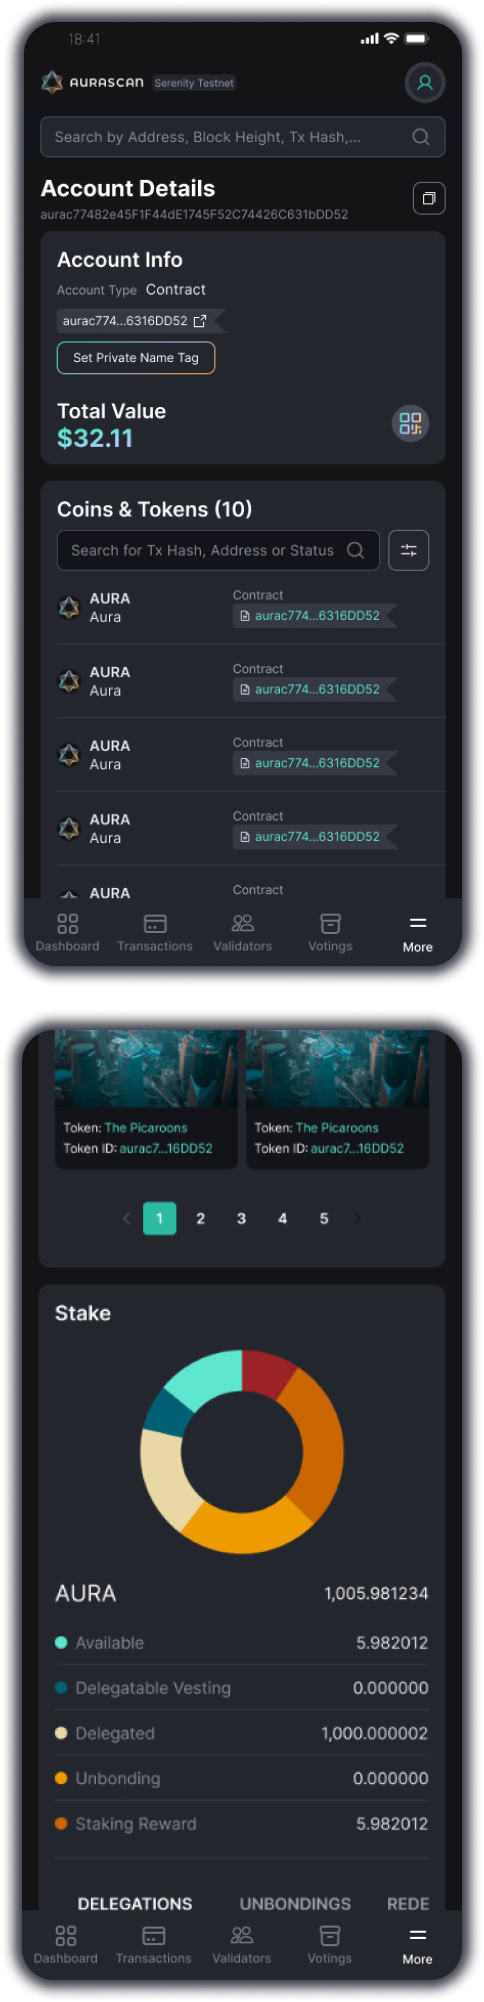 18:41
AURASCAN Serenity Testnet
Search by Address, Block Height, Tx Hash,...
Account Details
aurac77482e45F1F44dE1745F52C74426C631bDD52
Account Info
Account Type Contract
aurac774...6316DD52
Set Private Name Tag
Total Value
$32.11
Coins & Tokens (10)
Search for Tx Hash, Address or Status
AURA Contract
Aura aurac774...6316DD52
AURA Contract
Aura aurac774...6316DD52
AURA Contract
Aura aurac774...6316DD52
AURA Contract
Aura aurac774...6316DD52
AURA Contract
Dashboard Transactions Validators Votings More
Token: The Picaroons Token: The Picaroons
Token ID: aurac7...16DD52 Token ID: aurac7...16DD52
1 2 3 4 5
Stake
AURA 1,005.981234
Available 5.982012
Delegatable Vesting 0.000000
Delegated 1,000.000002
Unbonding 0.000000
Staking Reward 5.982012
DELEGATIONS UNBONDINGS REDE
Dashboard Transactions Validators Votings More